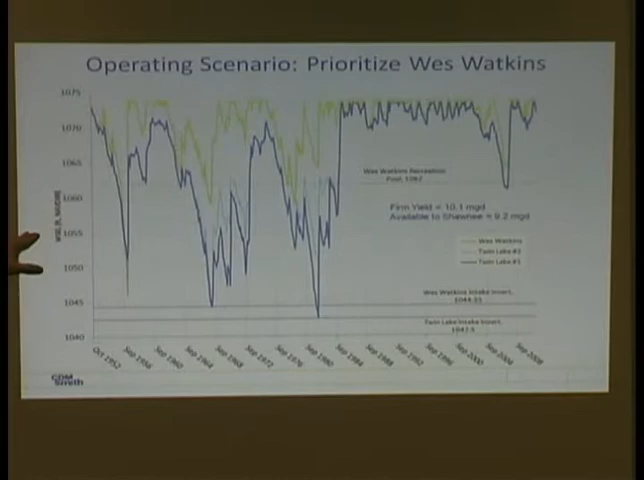 Operating Scenario: Prioritize Wes Watkins
1075
1070
1065
1060
1055
1050
1045
1040
Wes Watkins Recreation
Pool, 1062
Firm Yield = 10.1 mgd
Available to Shawnee = 9.2 mgd
Wes Watkins
Twin Lake #2
Twin Lake #1
Wes Watkins Intake Invert,
Twin Lake Intake Invert,
Oct 1952
Sep 1956
Sep 1960
Sep 1964
Sep 1968
Sep 1972
Sep 1976
Sep 1980
Sep 1984
Sep 1988
Sep 1992
Sep 1996
Sep 2000
Sep 2004
Sep 2008
CDM
Smith